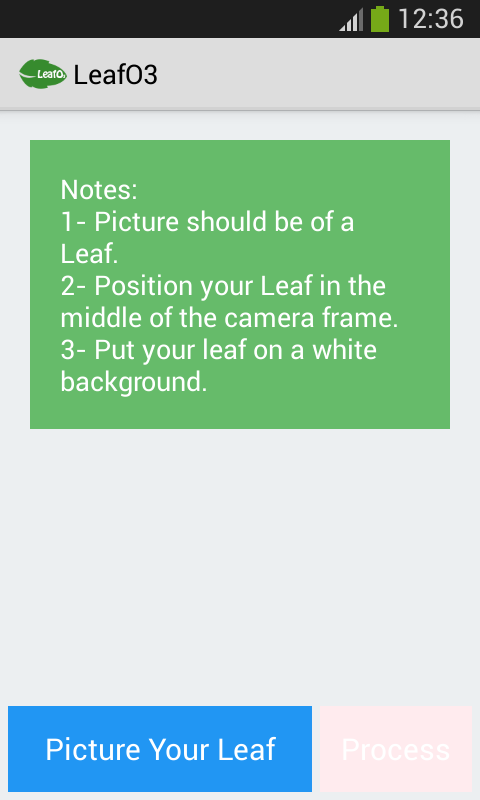 12:36
LeafO3
LeafO3
Notes:
1- Picture should be of a
Leaf.
2- Position your Leaf in the
middle of the camera frame.
3- Put your leaf on a white
background.
Picture Your Leaf
Process